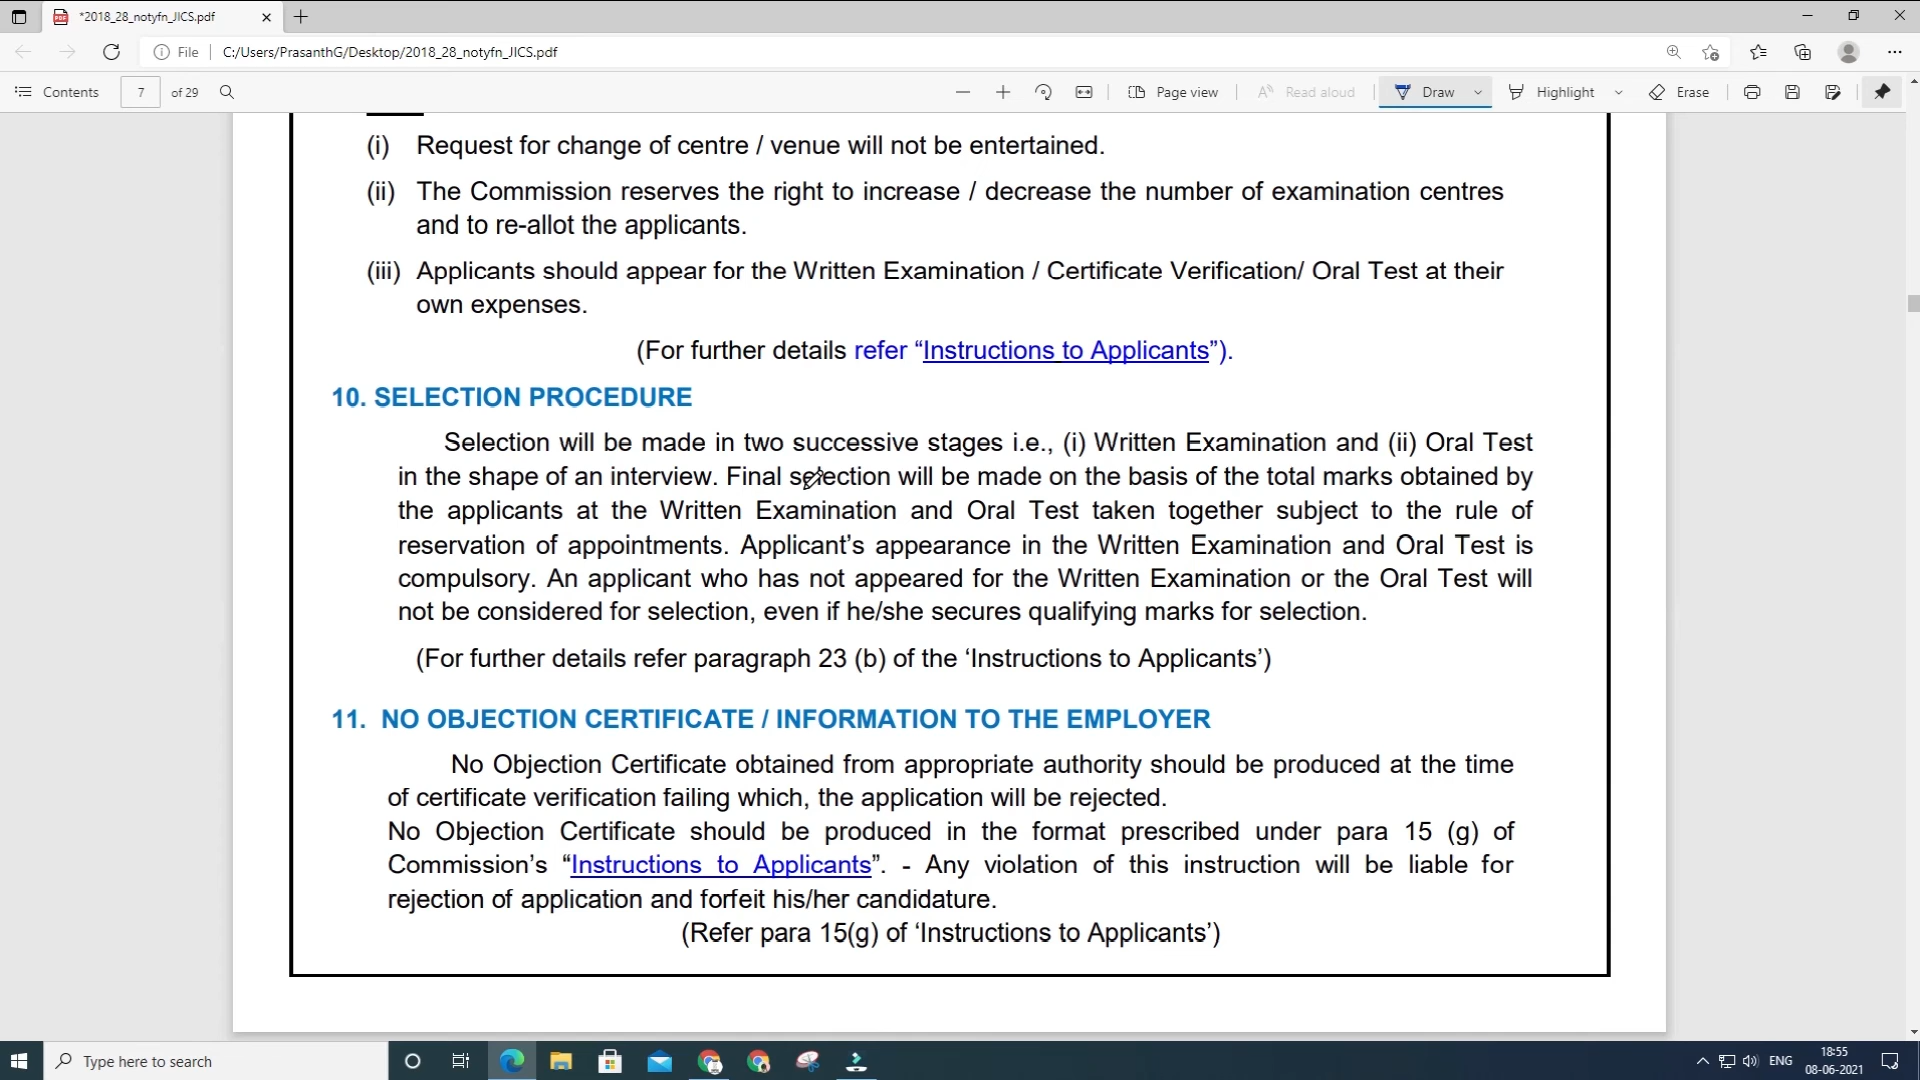 *2018_28_notyfn_JICS.pdf
File
C:/Users/PrasanthG/Desktop/2018_28_notyfn_JICS.pdf
Contents
7
of 29
Page view
Read aloud
Draw
Highlight
Erase
(i) Request for change of centre / venue will not be entertained.
(ii) The Commission reserves the right to increase / decrease the number of examination centres
and to re-allot the applicants.
(iii) Applicants should appear for the Written Examination / Certificate Verification/ Oral Test at their
own expenses.
(For further details refer “Instructions to Applicants”).
10. SELECTION PROCEDURE
Selection will be made in two successive stages i.e., (i) Written Examination and (ii) Oral Test
in the shape of an interview. Final selection will be made on the basis of the total marks obtained by
the applicants at the Written Examination and Oral Test taken together subject to the rule of
reservation of appointments. Applicant’s appearance in the Written Examination and Oral Test is
compulsory. An applicant who has not appeared for the Written Examination or the Oral Test will
not be considered for selection, even if he/she secures qualifying marks for selection.
(For further details refer paragraph 23 (b) of the ‘Instructions to Applicants’)
11. NO OBJECTION CERTIFICATE / INFORMATION TO THE EMPLOYER
No Objection Certificate obtained from appropriate authority should be produced at the time
of certificate verification failing which, the application will be rejected.
No Objection Certificate should be produced in the format prescribed under para 15 (g) of
Commission’s “Instructions to Applicants”. - Any violation of this instruction will be liable for
rejection of application and forfeit his/her candidature.
(Refer para 15(g) of ‘Instructions to Applicants’)
Type here to search
ENG
18:55
08-06-2021